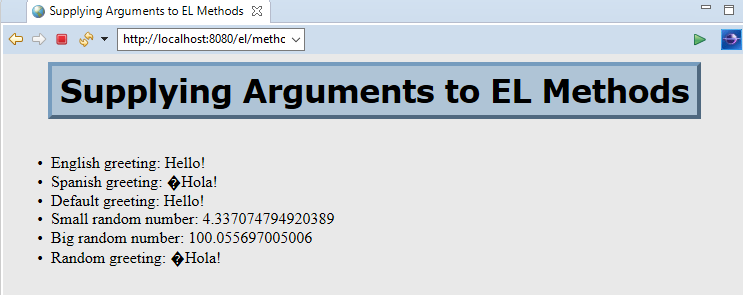 Supplying Arguments to EL Methods
http://localhost:8080/el/methc
Supplying Arguments to EL Methods
• English greeting: Hello!
• Spanish greeting: �Hola!
• Default greeting: Hello!
• Small random number: 4.337074794920389
• Big random number: 100.055697005006
• Random greeting: �Hola!